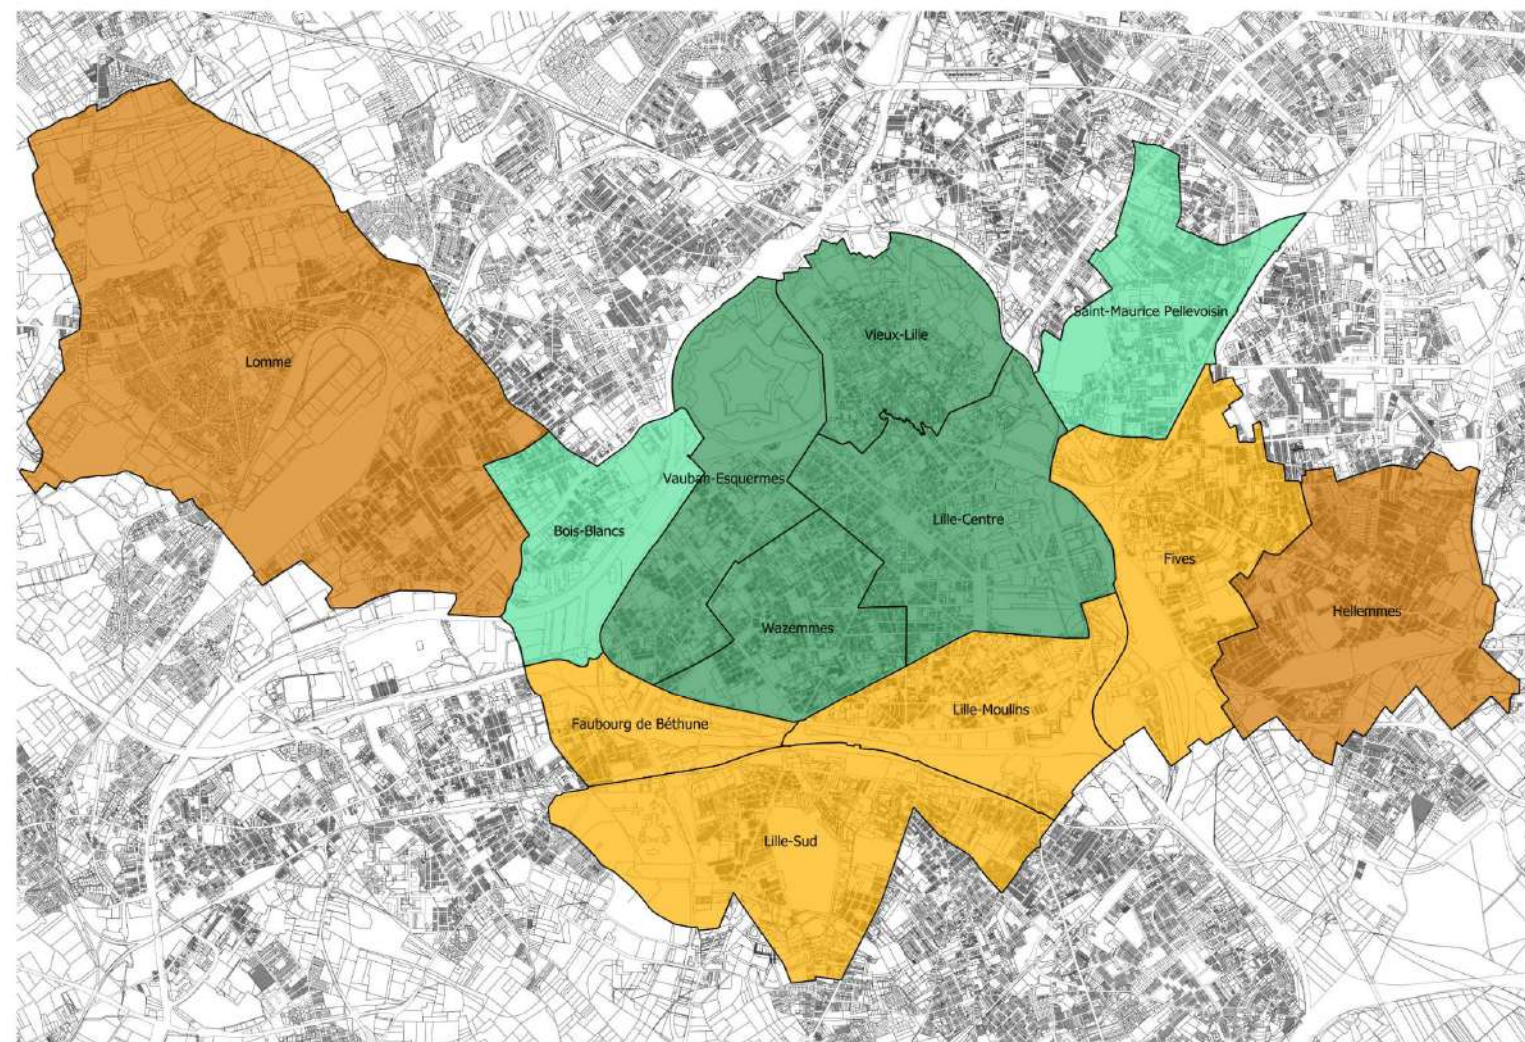 Saint-Maurice Pellevoisin
Vieux-Lille
Lomme
Vauban-Esquermes
Lille-Centre
Bois-Blancs
Fives
Hellemmes
Wazemmes
Lille-Moulins
Faubourg de Béthune
Lille-Sud